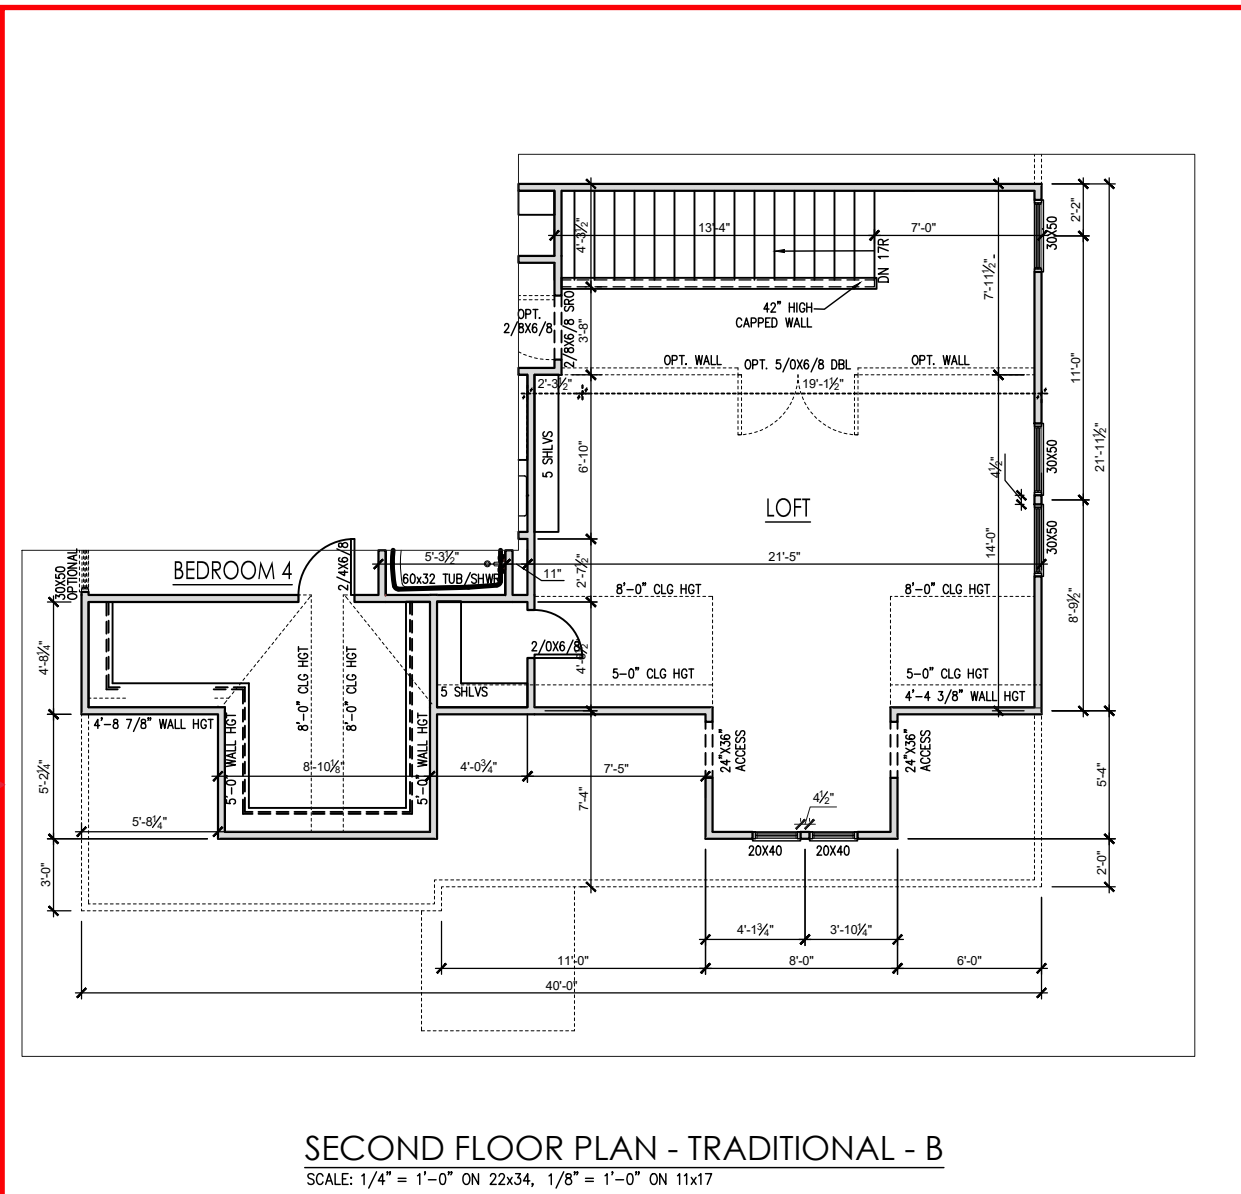 13'-4"
7'-0"
4'-3½"
2'-2"
30X50
DN 17R
7'-11½"
42" HIGH
CAPPED WALL
OPT.
2/8X6/8
2/8X6/8 SRO
3'-8"
OPT. WALL
OPT. 5/0X6/8 DBL
OPT. WALL
11'-0"
2'-3½"
19'-1½"
5 SHLVS
6'-10"
4½"
30X50
21'-11½"
LOFT
30X50
14'-0"
21'-5"
5'-3½"
60x32 TUB/SHWR
11"
2'-7½"
BEDROOM 4
2/4X6/8
30X50
OPTIONAL
8'-0" CLG HGT
8'-0" CLG HGT
8'-9½"
4'-8¼"
2/0X6/8
8'-0" CLG HGT
8'-0" CLG HGT
5-0" CLG HGT
5-0" CLG HGT
5 SHLVS
4'-4 3/8" WALL HGT
4'-8 7/8" WALL HGT
5'-0" WALL HGT
5'-0" WALL HGT
24"X36"
ACCESS
24"X36"
ACCESS
5'-2¼"
8'-10⅛"
4'-0¾"
7'-5"
7'-4"
5'-4"
5'-8¼"
4½"
20X40
20X40
3'-0"
2'-0"
4'-1¾"
3'-10¼"
11'-0"
8'-0"
6'-0"
40'-0"
SECOND FLOOR PLAN - TRADITIONAL - B
SCALE: 1/4" = 1'-0" ON 22x34, 1/8" = 1'-0" ON 11x17